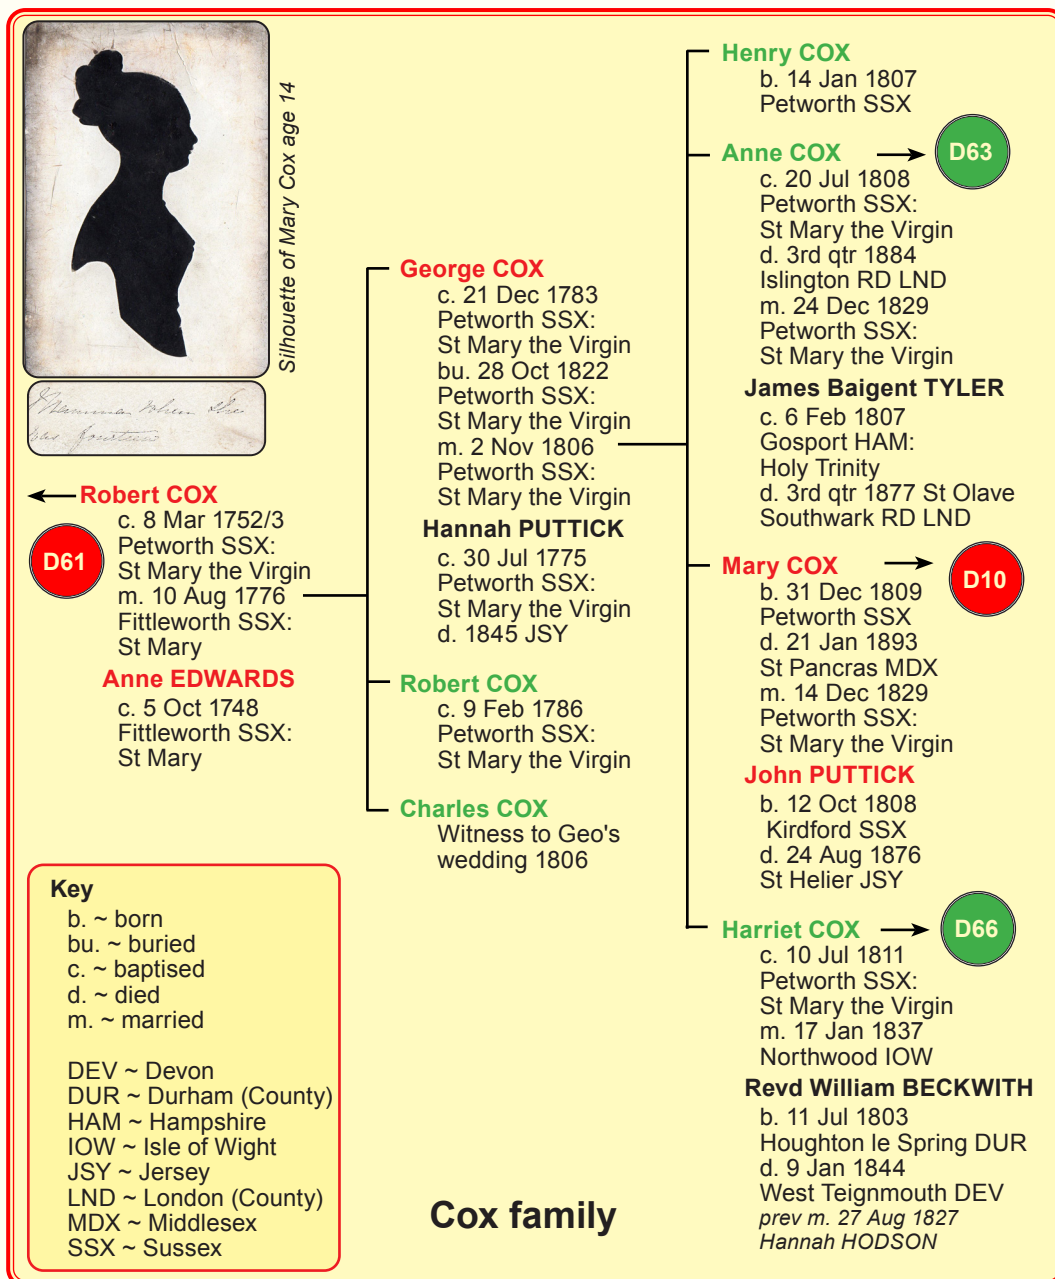 Silhouette of Mary Cox age 14
Mamma when she
was fourteen
Robert COX
D61
c. 8 Mar 1752/3
Petworth SSX:
St Mary the Virgin
m. 10 Aug 1776
Fittleworth SSX:
St Mary
Anne EDWARDS
c. 5 Oct 1748
Fittleworth SSX:
St Mary
George COX
c. 21 Dec 1783
Petworth SSX:
St Mary the Virgin
bu. 28 Oct 1822
Petworth SSX:
St Mary the Virgin
m. 2 Nov 1806
Petworth SSX:
St Mary the Virgin
Hannah PUTTICK
c. 30 Jul 1775
Petworth SSX:
St Mary the Virgin
d. 1845 JSY
Robert COX
c. 9 Feb 1786
Petworth SSX:
St Mary the Virgin
Charles COX
Witness to Geo's
wedding 1806
Henry COX
b. 14 Jan 1807
Petworth SSX
Anne COX
D63
c. 20 Jul 1808
Petworth SSX:
St Mary the Virgin
d. 3rd qtr 1884
Islington RD LND
m. 24 Dec 1829
Petworth SSX:
St Mary the Virgin
James Baigent TYLER
c. 6 Feb 1807
Gosport HAM:
Holy Trinity
d. 3rd qtr 1877 St Olave
Southwark RD LND
Mary COX
D10
b. 31 Dec 1809
Petworth SSX
d. 21 Jan 1893
St Pancras MDX
m. 14 Dec 1829
Petworth SSX:
St Mary the Virgin
John PUTTICK
b. 12 Oct 1808
Kirdford SSX
d. 24 Aug 1876
St Helier JSY
Harriet COX
D66
c. 10 Jul 1811
Petworth SSX:
St Mary the Virgin
m. 17 Jan 1837
Northwood IOW
Revd William BECKWITH
b. 11 Jul 1803
Houghton le Spring DUR
d. 9 Jan 1844
West Teignmouth DEV
prev m. 27 Aug 1827
Hannah HODSON
Key
b. ~ born
bu. ~ buried
c. ~ baptised
d. ~ died
m. ~ married
DEV ~ Devon
DUR ~ Durham (County)
HAM ~ Hampshire
IOW ~ Isle of Wight
JSY ~ Jersey
LND ~ London (County)
MDX ~ Middlesex
SSX ~ Sussex
Cox family